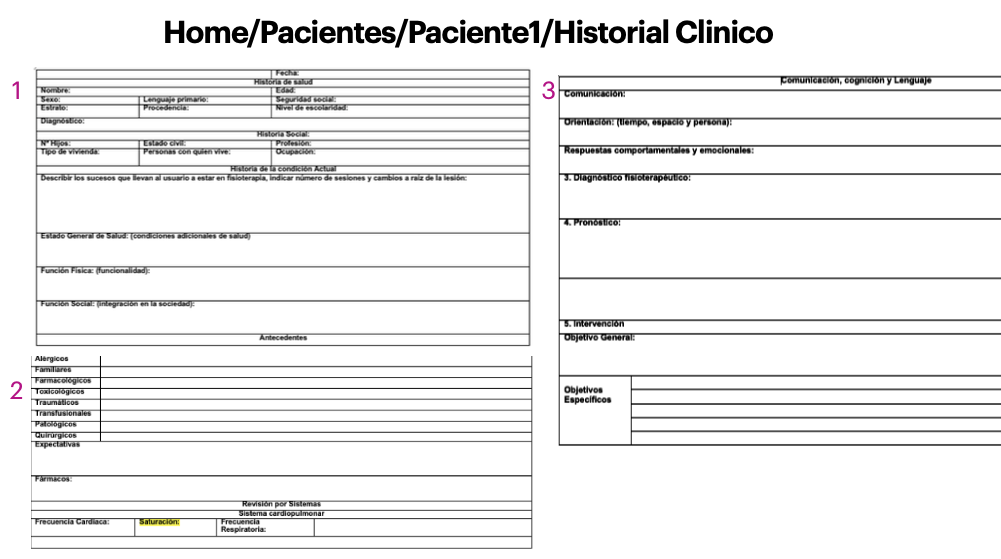 Home/Pacientes/Paciente1/Historial Clinico
1
Fecha:
Historia de salud
Nombre: Edad:
Sexo: Lenguaje primario: Seguridad social:
Estrato: Procedencia: Nivel de escolaridad:
Diagnóstico:
Historia Social:
Nº Hijos: Estado civil: Profesión:
Tipo de vivienda: Personas con quien vive: Ocupación:
Historia de la condición Actual
Describir los sucesos que llevan al usuario a estar en fisioterapia, indicar número de sesiones y cambios a raíz de la lesión:
Estado General de Salud: (condiciones adicionales de salud)
Función Física: (funcionalidad):
Función Social: (integración en la sociedad):
Antecedentes
2
Alérgicos
Familiares
Farmacológicos
Toxicológicos
Traumáticos
Transfusionales
Patológicos
Quirúrgicos
Expectativas
Fármacos:
Revisión por Sistemas
Sistema cardiopulmonar
Frecuencia Cardiaca: Saturación: Frecuencia
Respiratoria:
3
Comunicación, cognición y Lenguaje
Comunicación:
Orientación: (tiempo, espacio y persona):
Respuestas comportamentales y emocionales:
3. Diagnóstico fisioterapéutico:
4. Pronóstico:
5. Intervención
Objetivo General:
Objetivos
Específicos